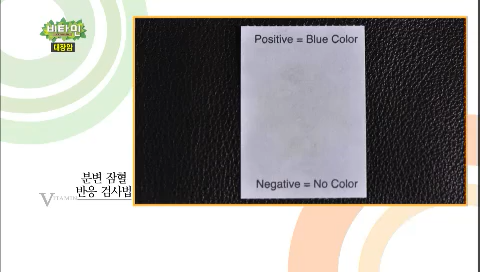 비타민
대장암
Positive = Blue Color
분변 잠혈
반응 검사법
VITAMIN
Negative = No Color